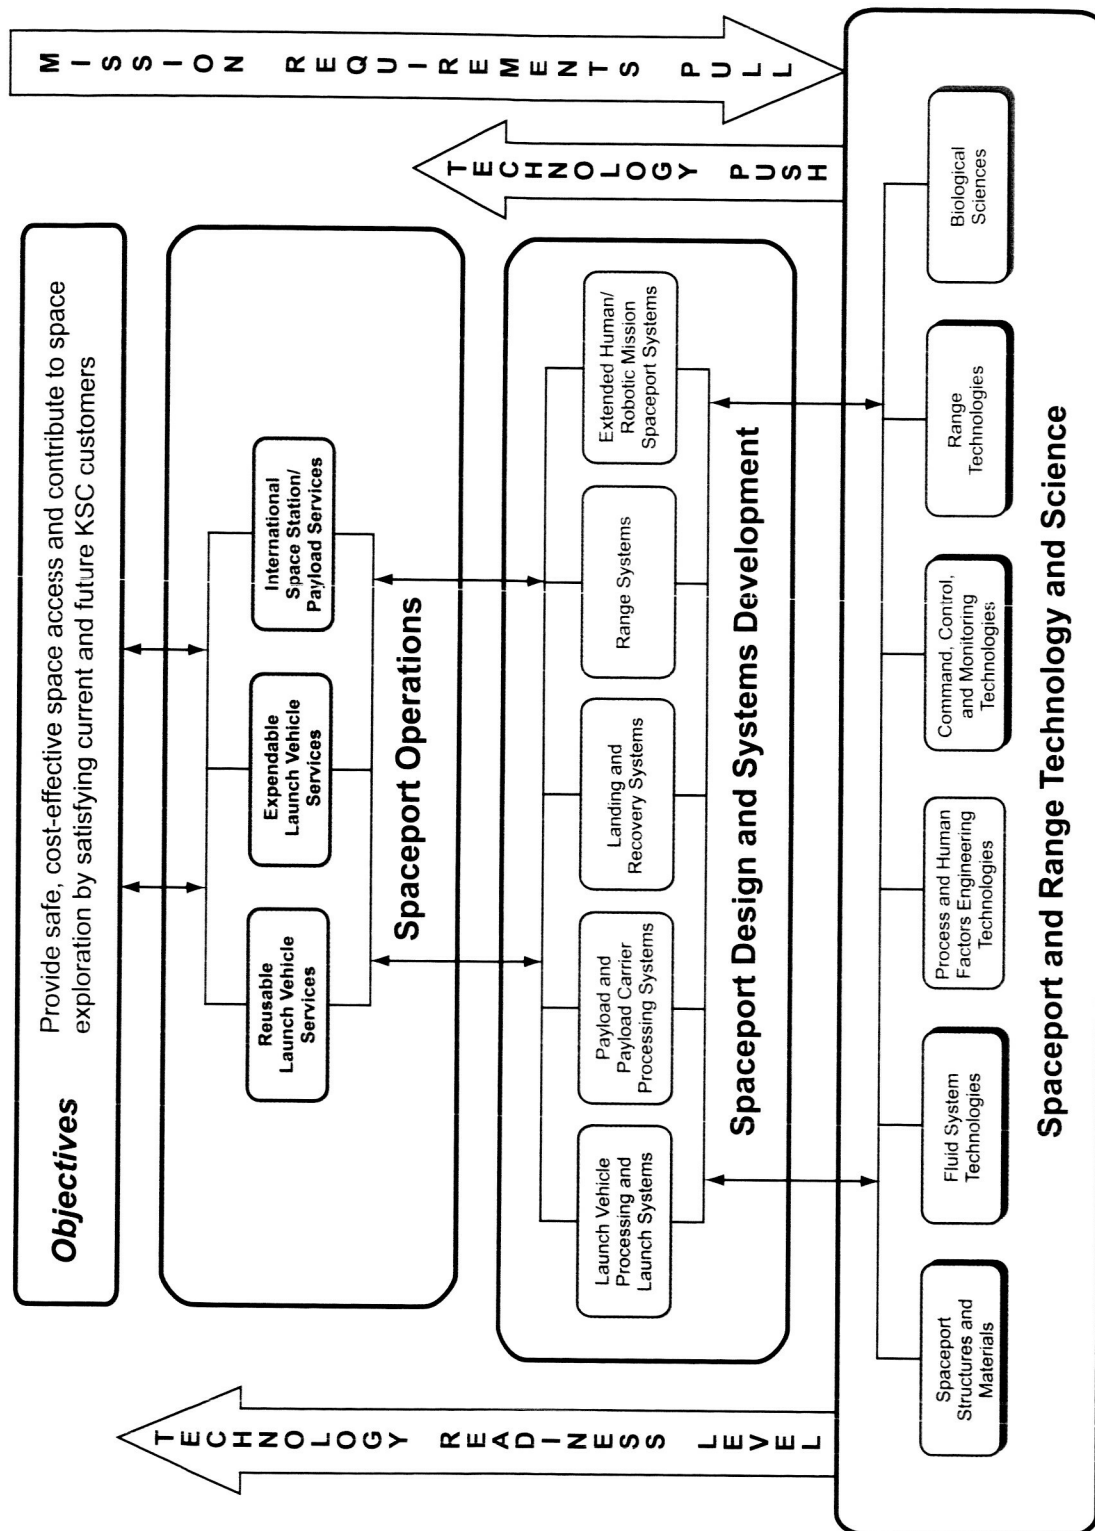 Objectives
Provide safe, cost-effective space access and contribute to space
exploration by satisfying current and future KSC customers
Reusable
Launch Vehicle
Services
Expendable
Launch Vehicle
Services
International
Space Station/
Payload Services
Spaceport Operations
Launch Vehicle
Processing and
Launch Systems
Payload and
Payload Carrier
Processing Systems
Landing and
Recovery Systems
Range Systems
Extended Human/
Robotic Mission
Spaceport Systems
Spaceport Design and Systems Development
Spaceport
Structures and
Materials
Fluid System
Technologies
Process and Human
Factors Engineering
Technologies
Command, Control,
and Monitoring
Technologies
Range
Technologies
Biological
Sciences
Spaceport and Range Technology and Science
TECHNOLOGY READINESS LEVEL
TECHNOLOGY PUSH
MISSION REQUIREMENTS PULL